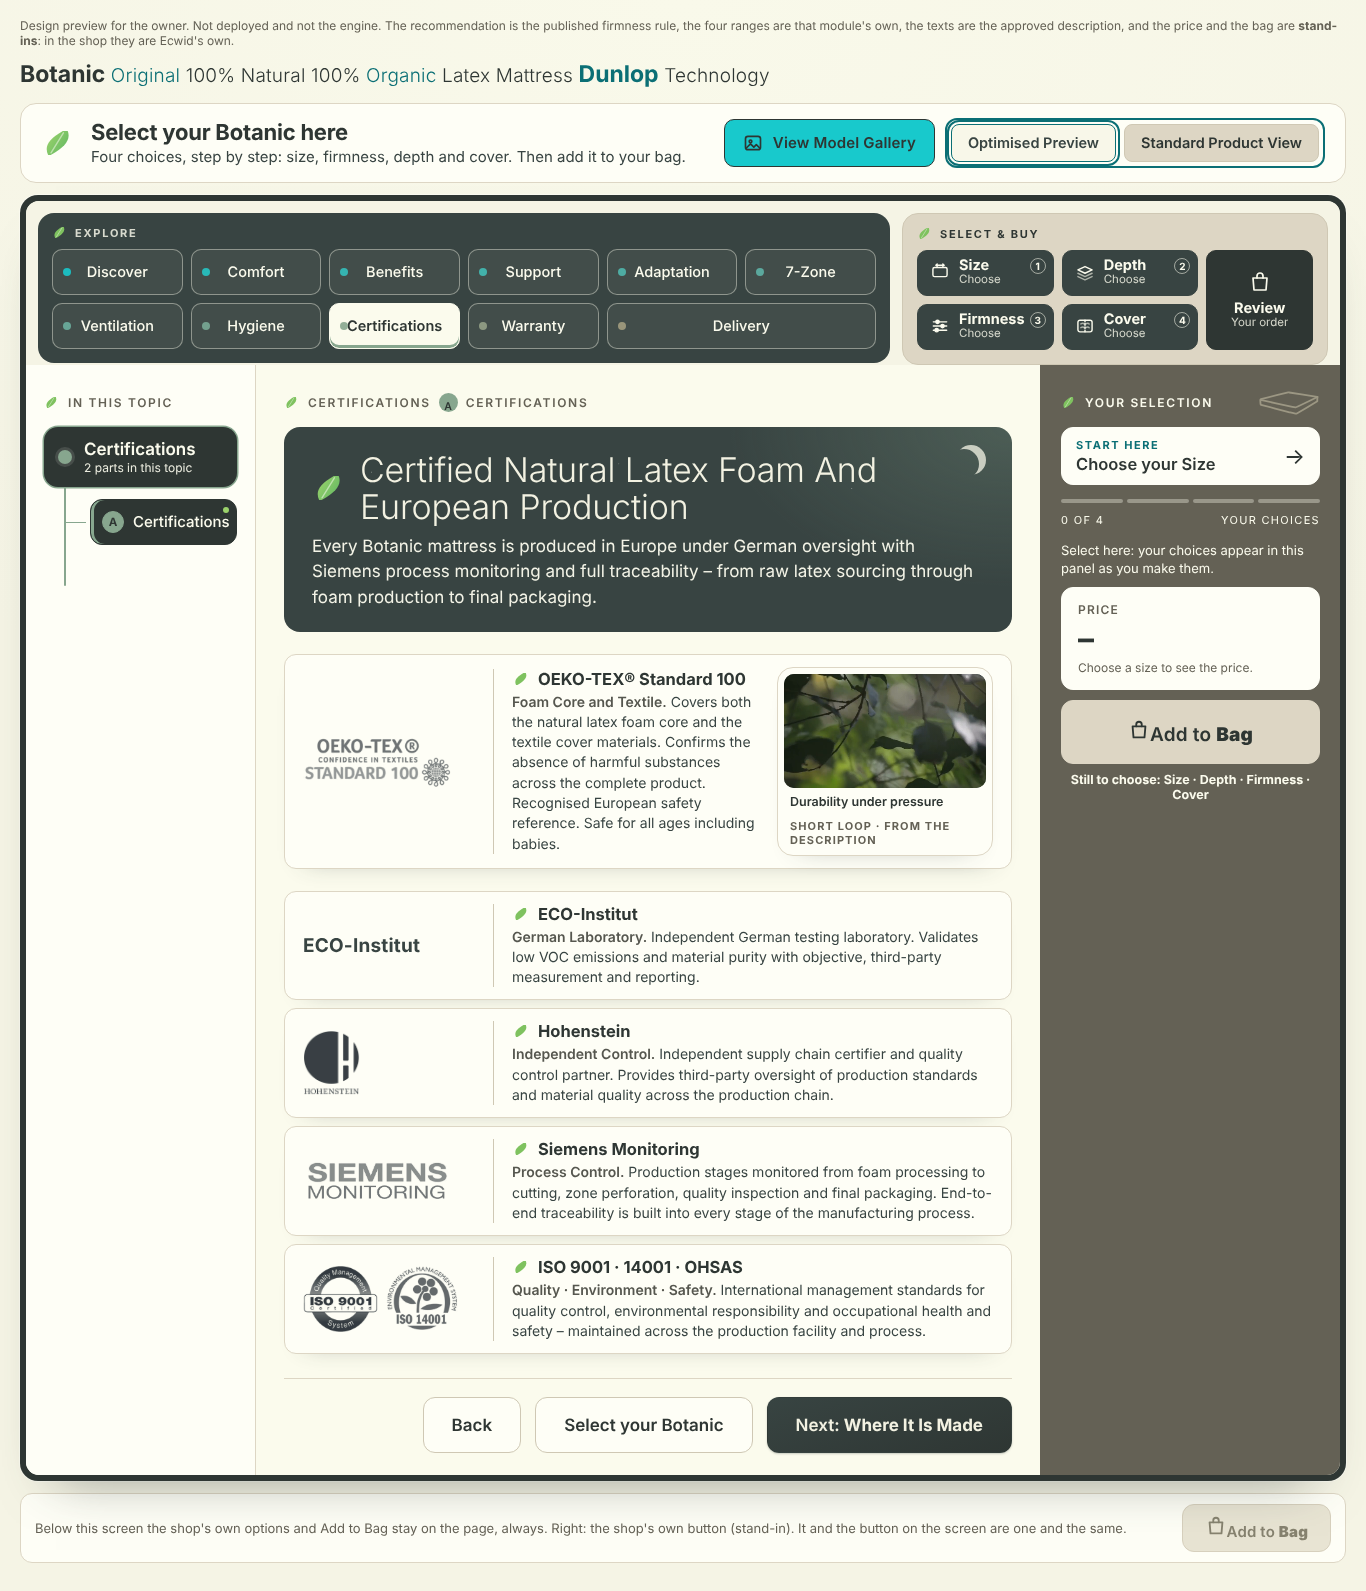 Design preview for the owner. Not deployed and not the engine. The recommendation is the published firmness rule, the four ranges are that module's own, the texts are the approved description, and the price and the bag are stand-
ins: in the shop they are Ecwid's own.
Botanic Original 100% Natural 100% Organic Latex Mattress Dunlop Technology
Select your Botanic here
Four choices, step by step: size, firmness, depth and cover. Then add it to your bag.
View Model Gallery
Optimised Preview
Standard Product View
EXPLORE
Discover
Comfort
Benefits
Support
Adaptation
7-Zone
Ventilation
Hygiene
Certifications
Warranty
Delivery
SELECT & BUY
Size 1
Choose
Depth 2
Choose
Firmness 3
Choose
Cover 4
Choose
Review
Your order
IN THIS TOPIC
Certifications
2 parts in this topic
A Certifications
CERTIFICATIONS A CERTIFICATIONS
Certified Natural Latex Foam And
European Production
Every Botanic mattress is produced in Europe under German oversight with
Siemens process monitoring and full traceability – from raw latex sourcing through
foam production to final packaging.
OEKO-TEX®
CONFIDENCE IN TEXTILES
STANDARD 100
OEKO-TEX® Standard 100
Foam Core and Textile. Covers both
the natural latex foam core and the
textile cover materials. Confirms the
absence of harmful substances
across the complete product.
Recognised European safety
reference. Safe for all ages including
babies.
Durability under pressure
SHORT LOOP · FROM THE
DESCRIPTION
ECO-Institut
ECO-Institut
German Laboratory. Independent German testing laboratory. Validates
low VOC emissions and material purity with objective, third-party
measurement and reporting.
HOHENSTEIN
Hohenstein
Independent Control. Independent supply chain certifier and quality
control partner. Provides third-party oversight of production standards
and material quality across the production chain.
SIEMENS
MONITORING
Siemens Monitoring
Process Control. Production stages monitored from foam processing to
cutting, zone perforation, quality inspection and final packaging. End-to-
end traceability is built into every stage of the manufacturing process.
Quality Management
ISO 9001
Certified
System
ENVIRONMENTAL MANAGEMENT SYSTEM
ISO 14001
ISO 9001 · 14001 · OHSAS
Quality · Environment · Safety. International management standards for
quality control, environmental responsibility and occupational health and
safety – maintained across the production facility and process.
Back
Select your Botanic
Next: Where It Is Made
YOUR SELECTION
START HERE
Choose your Size
0 OF 4
YOUR CHOICES
Select here: your choices appear in this
panel as you make them.
PRICE
–
Choose a size to see the price.
Add to Bag
Still to choose: Size · Depth · Firmness ·
Cover
Below this screen the shop's own options and Add to Bag stay on the page, always. Right: the shop's own button (stand-in). It and the button on the screen are one and the same.
Add to Bag